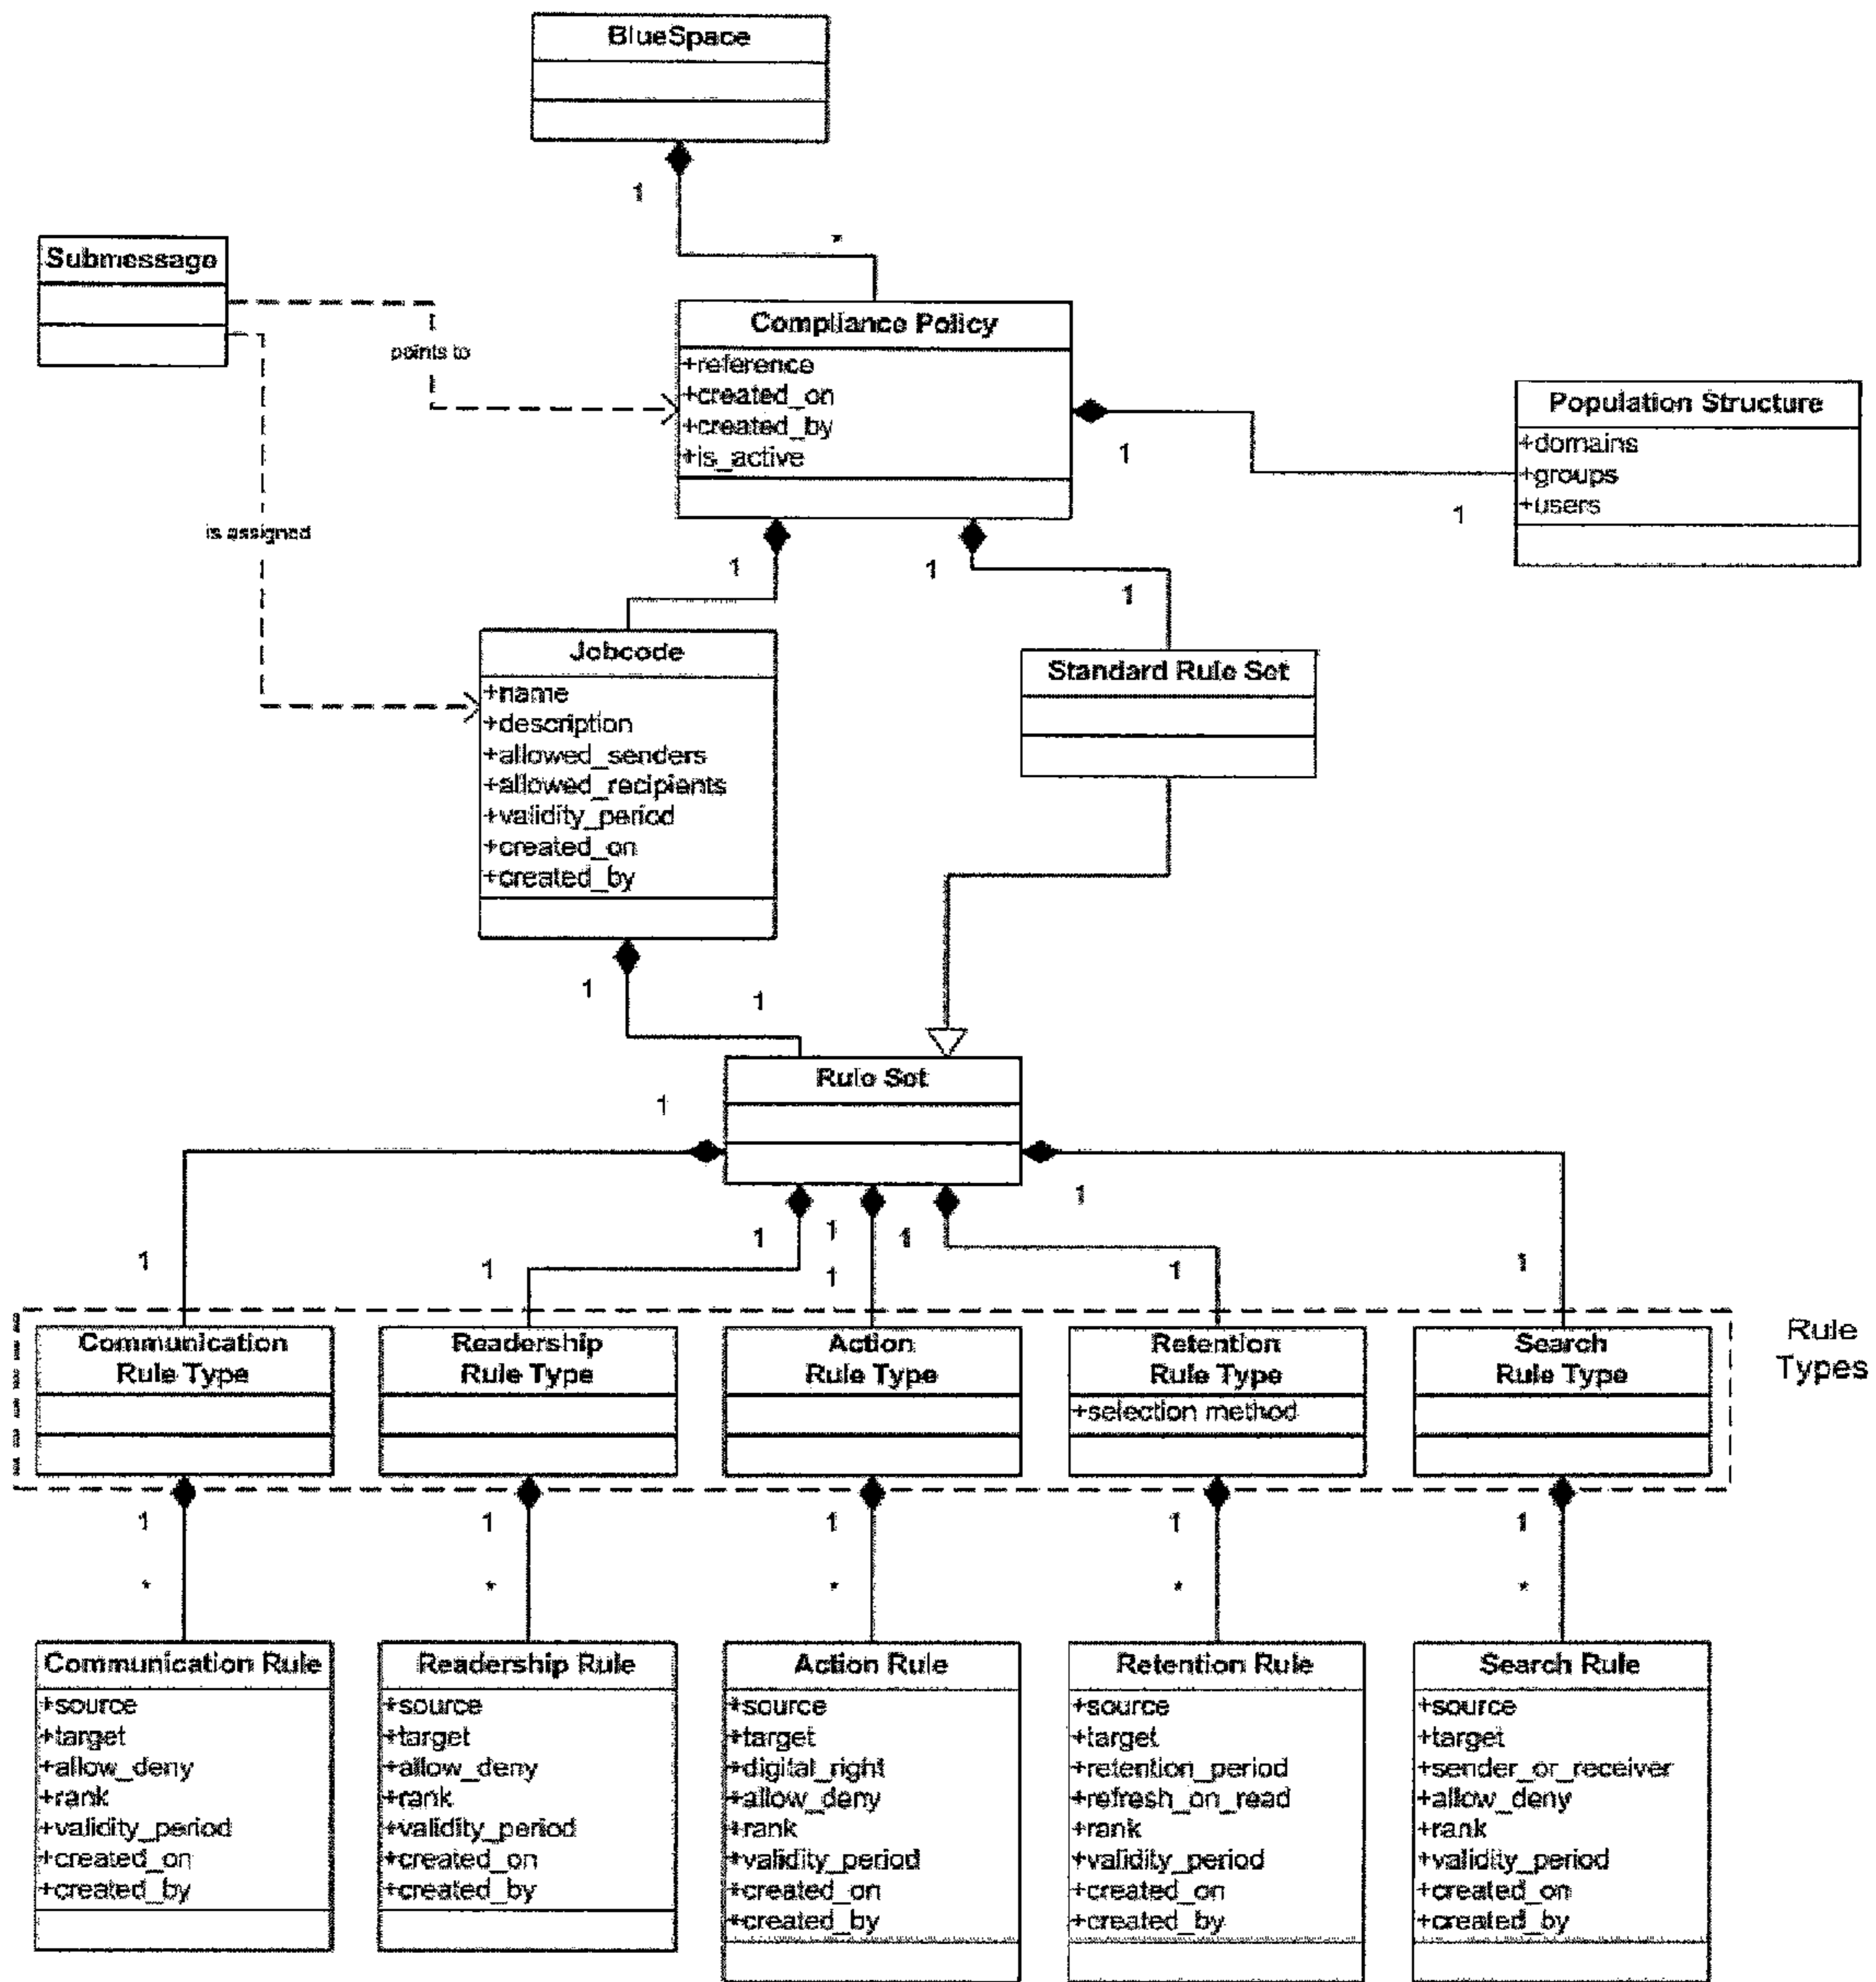 BlueSpace
1
*
Submessage
points to
is assigned
Compliance Policy
+reference
+created_on
+created_by
+is_active
1
1
Population Structure
+domains
+groups
+users
1
1
1
Jobcode
+name
+description
+allowed_senders
+allowed_recipients
+validity_period
+created_on
+created_by
Standard Rule Set
1
1
Rule Set
1
1
1
1
1
1
1
1
1
1
Rule Types
Communication
Rule Type
Readership
Rule Type
Action
Rule Type
Retention
Rule Type
+selection method
Search
Rule Type
1
*
1
*
1
*
1
*
1
*
Communication Rule
+source
+target
+allow_deny
+rank
+validity_period
+created_on
+created_by
Readership Rule
+source
+target
+allow_deny
+rank
+validity_period
+created_on
+created_by
Action Rule
+source
+target
+digital_right
+allow_deny
+rank
+validity_period
+created_on
+created_by
Retention Rule
+source
+target
+retention_period
+refresh_on_read
+rank
+validity_period
+created_on
+created_by
Search Rule
+source
+target
+sender_or_receiver
+allow_deny
+rank
+validity_period
+created_on
+created_by